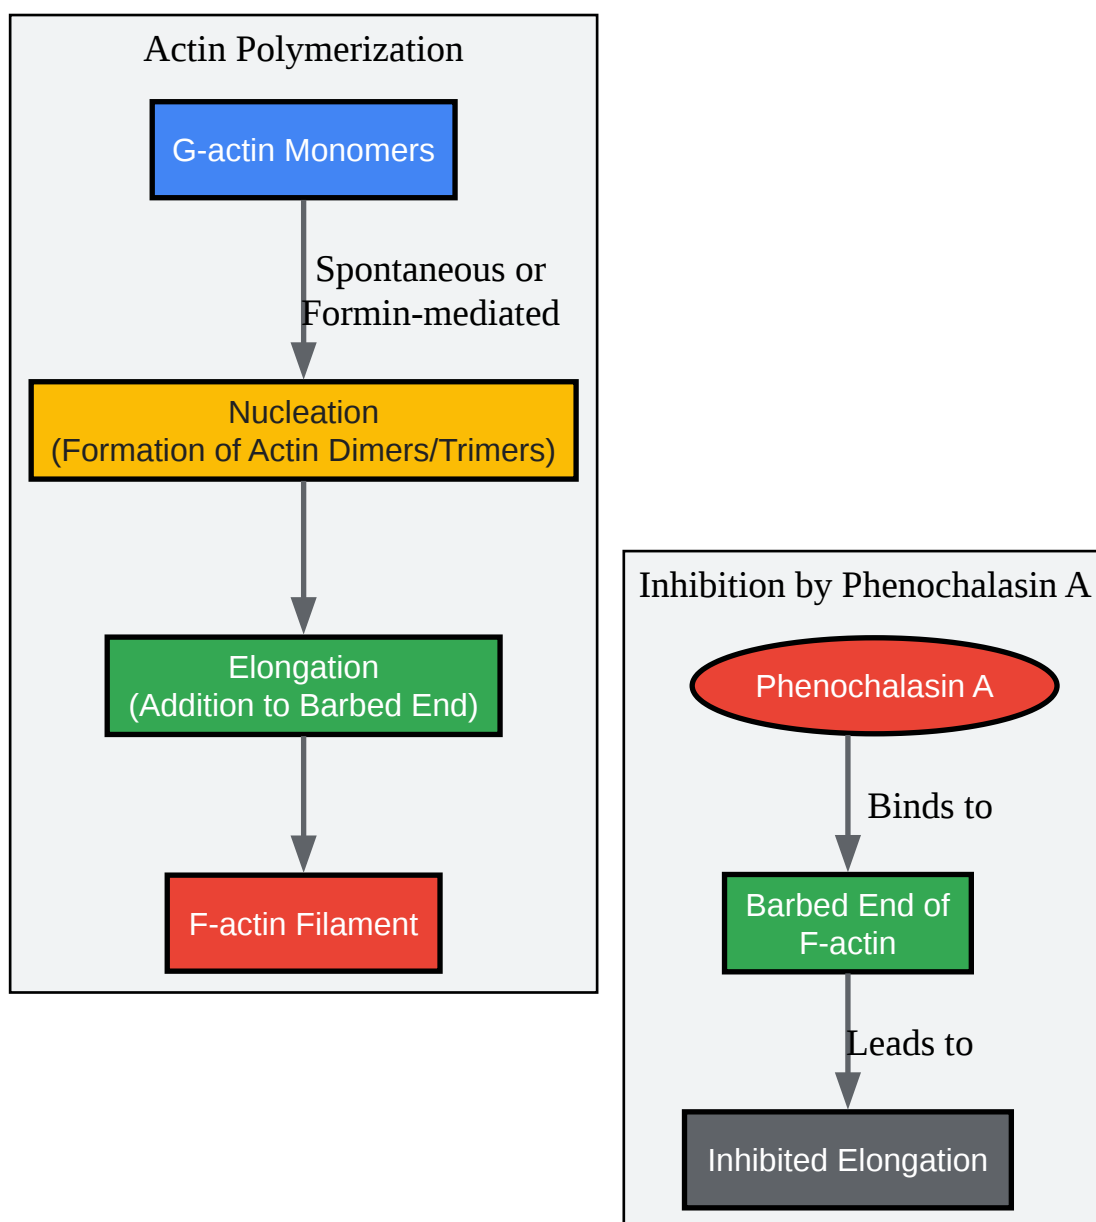 Actin Polymerization
G-actin Monomers
Spontaneous or
Formin-mediated
Nucleation
(Formation of Actin Dimers/Trimers)
Elongation
(Addition to Barbed End)
F-actin Filament
Inhibition by Phenochalasin A
Phenochalasin A
Binds to
Barbed End of
F-actin
Leads to
Inhibited Elongation